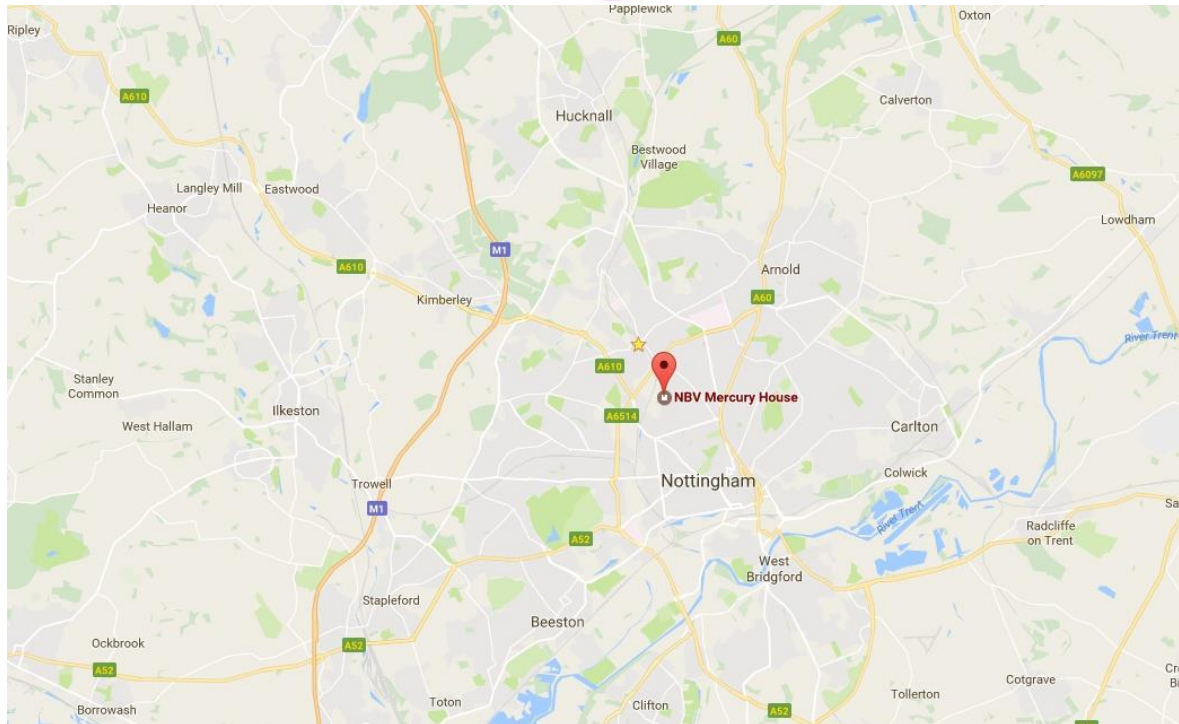 Papplewick
Oxton
Ripley
A60
A610
Calverton
Hucknall
Bestwood
Village
A6097
Langley Mill
Eastwood
Heanor
Lowdham
M1
A610
Arnold
Kimberley
A60
River Trent
A610
Stanley
Common
NBV Mercury House
Ilkeston
A6514
West Hallam
Carlton
Colwick
Nottingham
Trowell
M1
River Trent
Radcliffe
on Trent
A52
West
Bridgford
Stapleford
Beeston
Ockbrook
A52
A52
Toton
Clifton
Tollerton
Cotgrave
Borrowash
A52